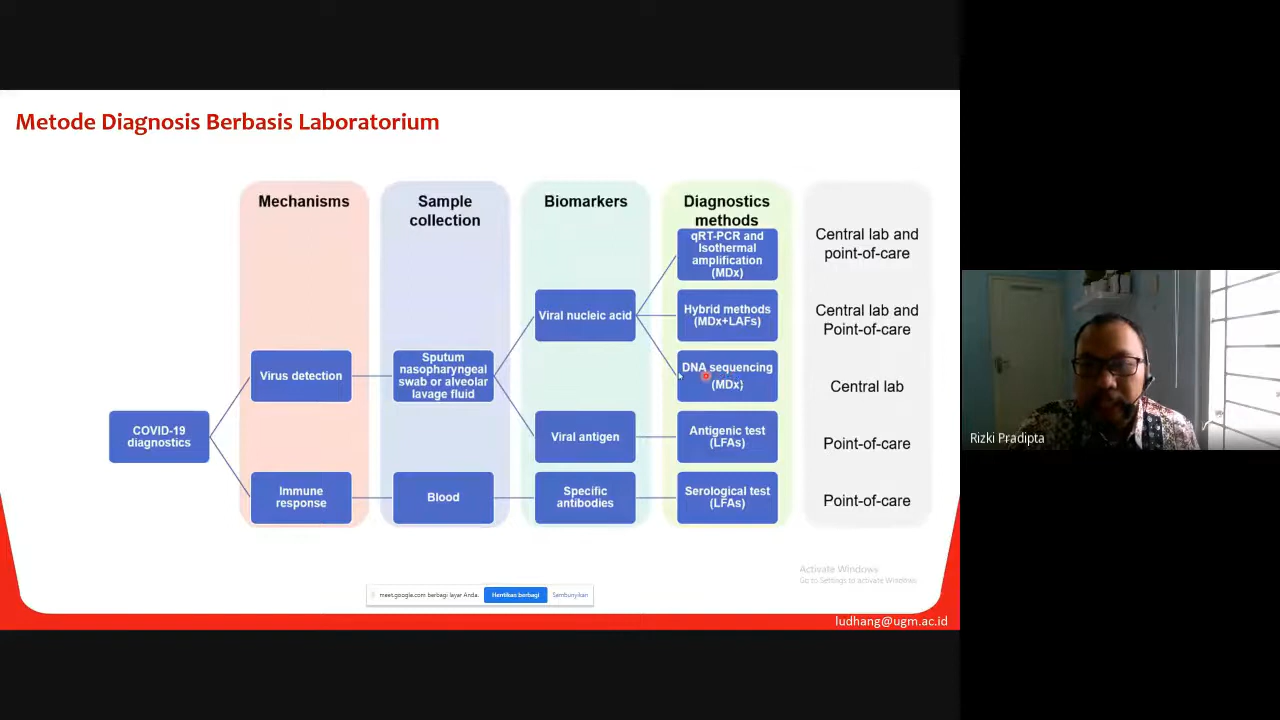 Metode Diagnosis Berbasis Laboratorium
Mechanisms
Sample
collection
Biomarkers
Diagnostics
methods
qRT-PCR and
Isothermal
amplification
(MDx)
Central lab and
point-of-care
Viral nucleic acid
Hybrid methods
(MDx+LAFs)
Central lab and
Point-of-care
Virus detection
Sputum
nasopharyngeal
swab or alveolar
lavage fluid
DNA sequencing
(MDx)
Central lab
COVID-19
diagnostics
Viral antigen
Antigenic test
(LFAs)
Point-of-care
Immune
response
Blood
Specific
antibodies
Serological test
(LFAs)
Point-of-care
Activate Windows
Go to Settings to activate Windows
meet.google.com berbagi layar Anda.
Hentikan berbagi
Sembunyikan
ludhang@ugm.ac.id
Rizki Pradipta